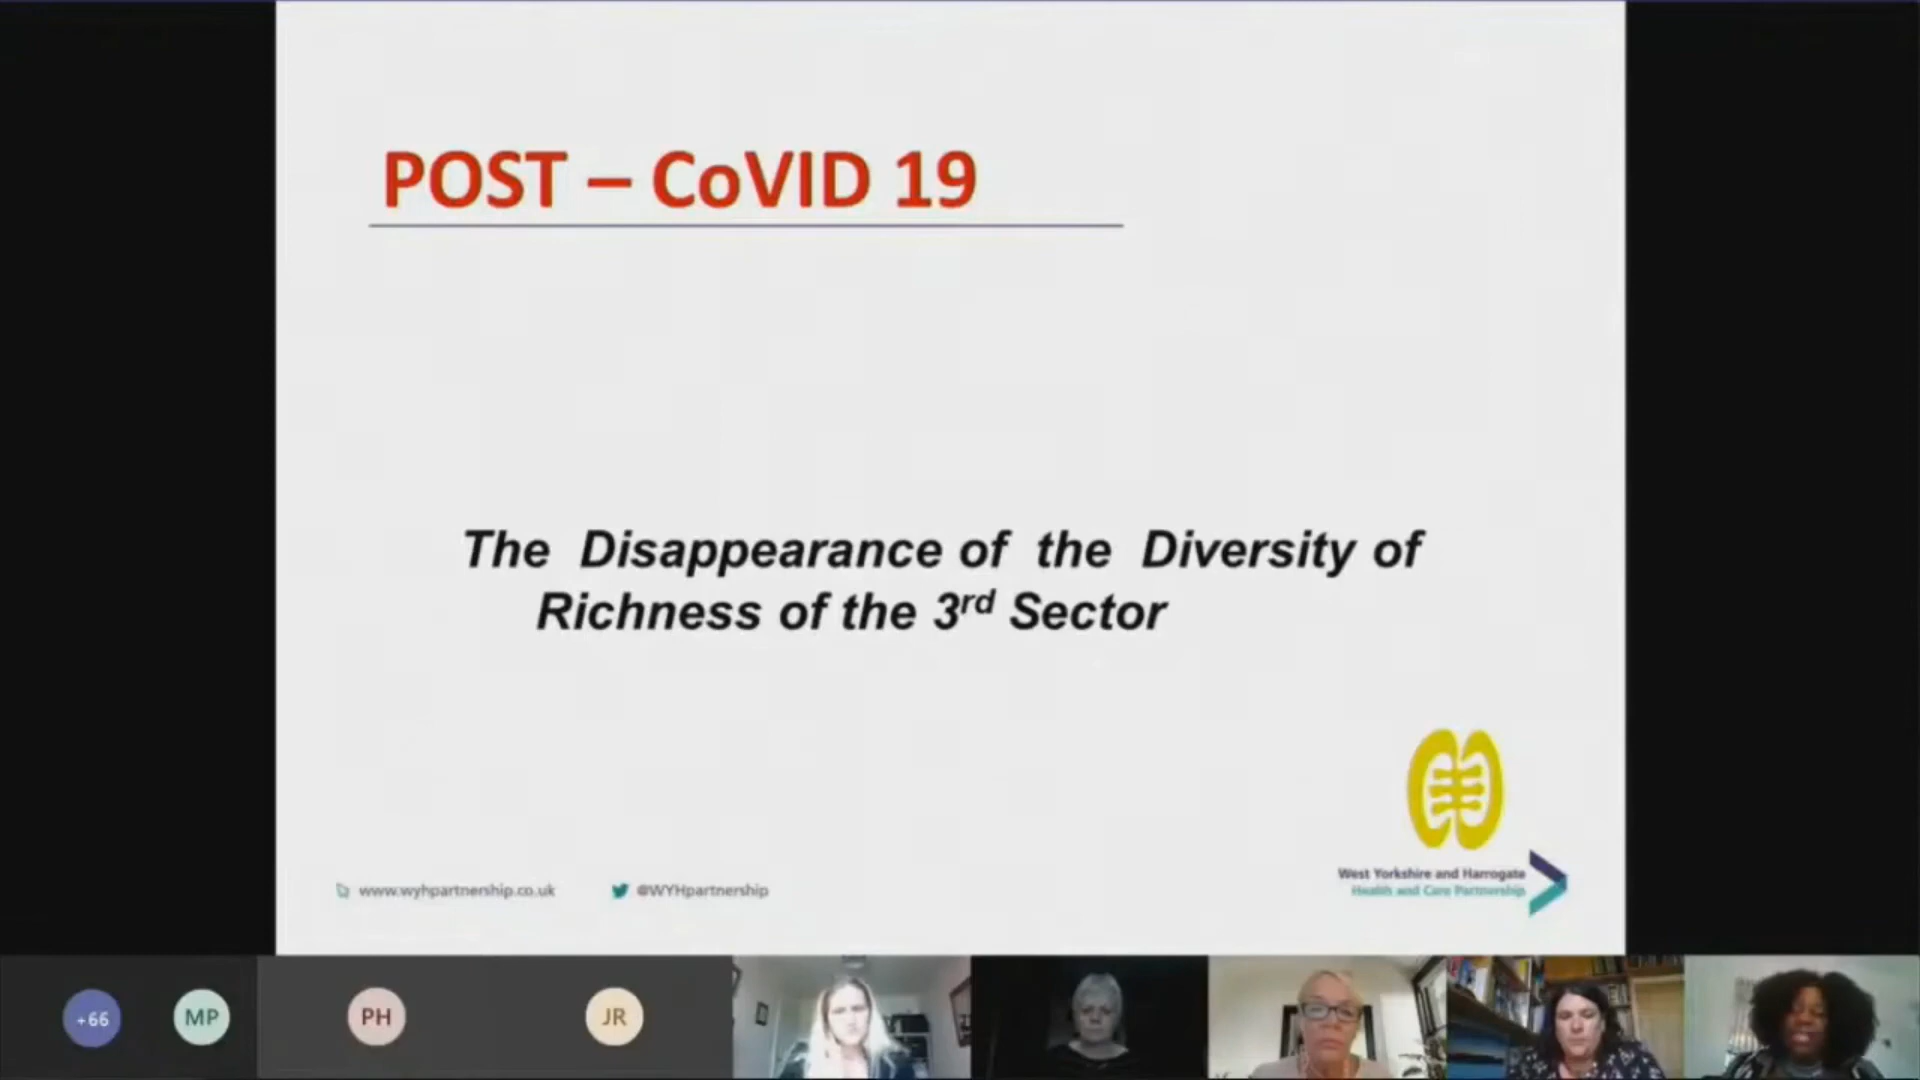 POST – CoVID 19
The Disappearance of the Diversity of
Richness of the 3rd Sector
www.wyhpartnership.co.uk
@WYHpartnership
West Yorkshire and Harrogate
Health and Care Partnership
+66
MP
PH
JR